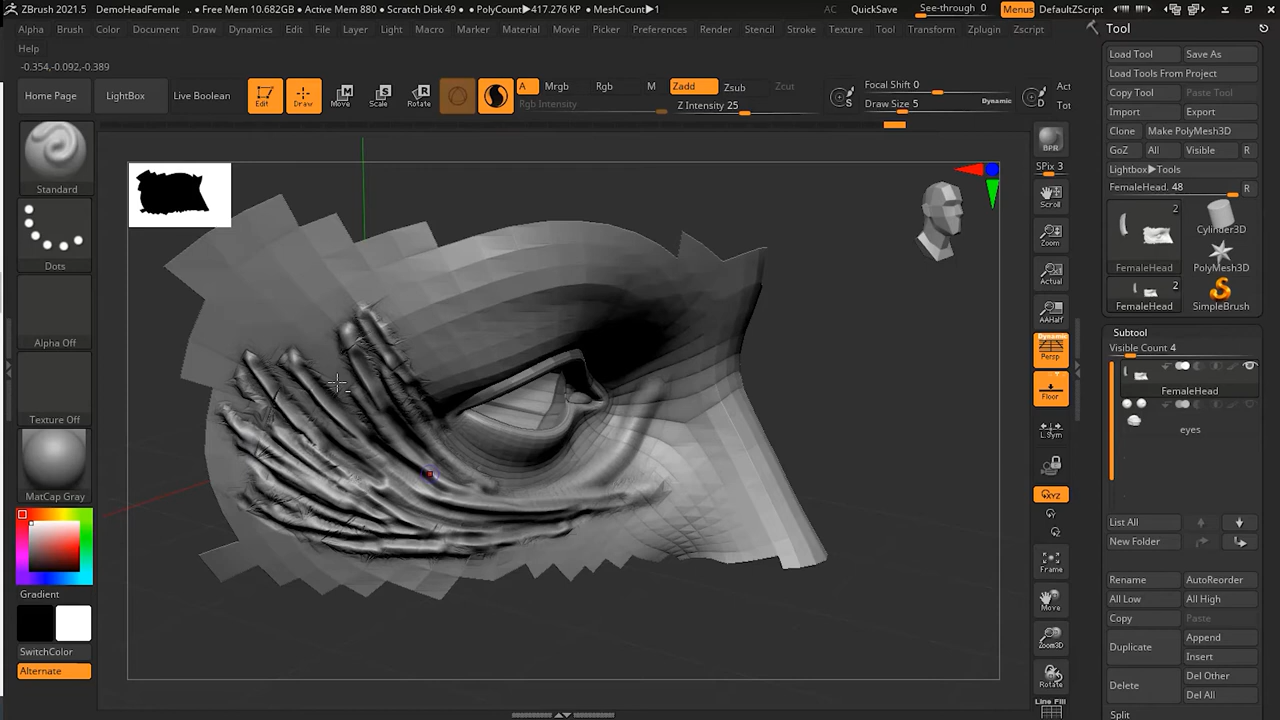 ZBrush 2021.5 DemoHeadFemale .. ● Free Mem 10.682GB ● Active Mem 880 ● Scratch Disk 49 ● PolyCount▶417.276 KP ● MeshCount▶1 AC QuickSave See-through 0 Menus DefaultZScript
Alpha Brush Color Document Draw Dynamics Edit File Layer Light Macro Marker Material Movie Picker Preferences Render Stencil Stroke Texture Tool Transform Zplugin Zscript
Help
-0.354,-0.092,-0.389
Home Page LightBox Live Boolean Edit Draw Move Scale Rotate A Mrgb Rgb M Zadd Zsub Zcut Focal Shift 0 Act
Rgb Intensity Z Intensity 25 S Draw Size 5 Dynamic D Tot
Standard
Dots
Alpha Off
Texture Off
MatCap Gray
Gradient
SwitchColor
Alternate
BPR
SPix 3
Scroll
Zoom
Actual
AAHalf
Dynamic
Persp
Floor
L.Sym
XYZ
Y
Z
Frame
Move
Zoom3D
Rotate
Line Fill
Tool
Load Tool Save As
Load Tools From Project
Copy Tool Paste Tool
Import Export
Clone Make PolyMesh3D
GoZ All Visible R
Lightbox▶Tools
FemaleHead. 48 R
2
Cylinder3D
FemaleHead PolyMesh3D
2
FemaleHead SimpleBrush
Subtool
Visible Count 4
FemaleHead
eyes
List All
New Folder
Rename AutoReorder
All Low All High
Copy Paste
Duplicate Append
Insert
Delete Del Other
Del All
Split